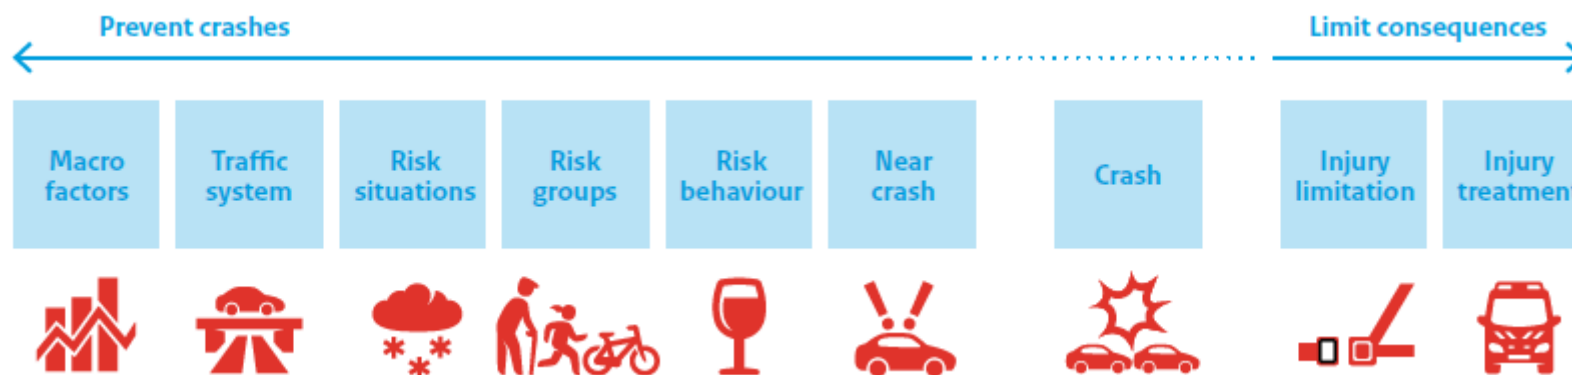 Prevent crashes
Limit consequences
Macro
factors
Traffic
system
Risk
situations
Risk
groups
Risk
behaviour
Near
crash
Crash
Injury
limitation
Injury
treatment